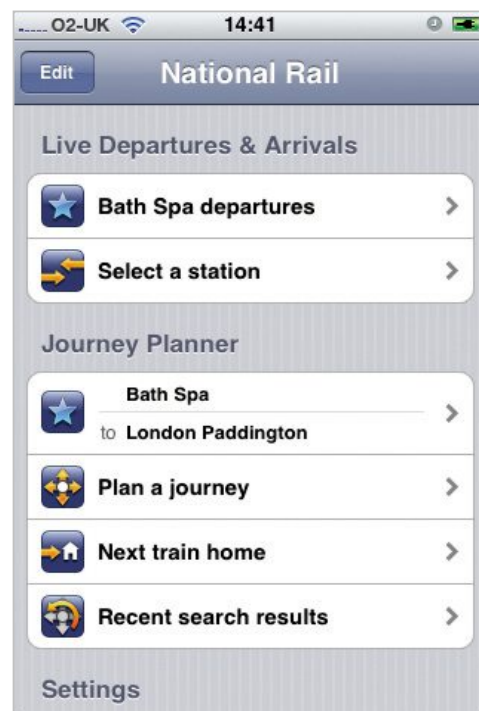 O2-UK 14:41
Edit National Rail
Live Departures & Arrivals
Bath Spa departures
Select a station
Journey Planner
Bath Spa
to London Paddington
Plan a journey
Next train home
Recent search results
Settings